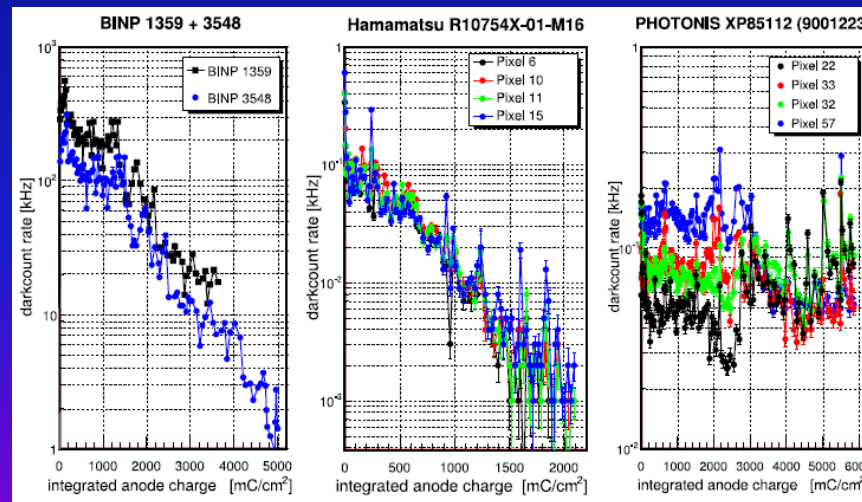 BINP 1359 + 3548
darkcount rate [kHz]
10³
10²
10
1
BINP 1359
BINP 3548
0 1000 2000 3000 4000 5000
integrated anode charge [mC/cm²]
Hamamatsu R10754X-01-M16
darkcount rate [kHz]
10⁻¹
10⁻²
10⁻³
Pixel 6
Pixel 10
Pixel 11
Pixel 15
0 500 1000 1500 2000
integrated anode charge [mC/cm²]
PHOTONIS XP85112 (9001223
darkcount rate [kHz]
10⁻¹
10⁻²
Pixel 22
Pixel 33
Pixel 32
Pixel 57
0 1000 2000 3000 4000 5000 600
integrated anode charge [mC/cm²]